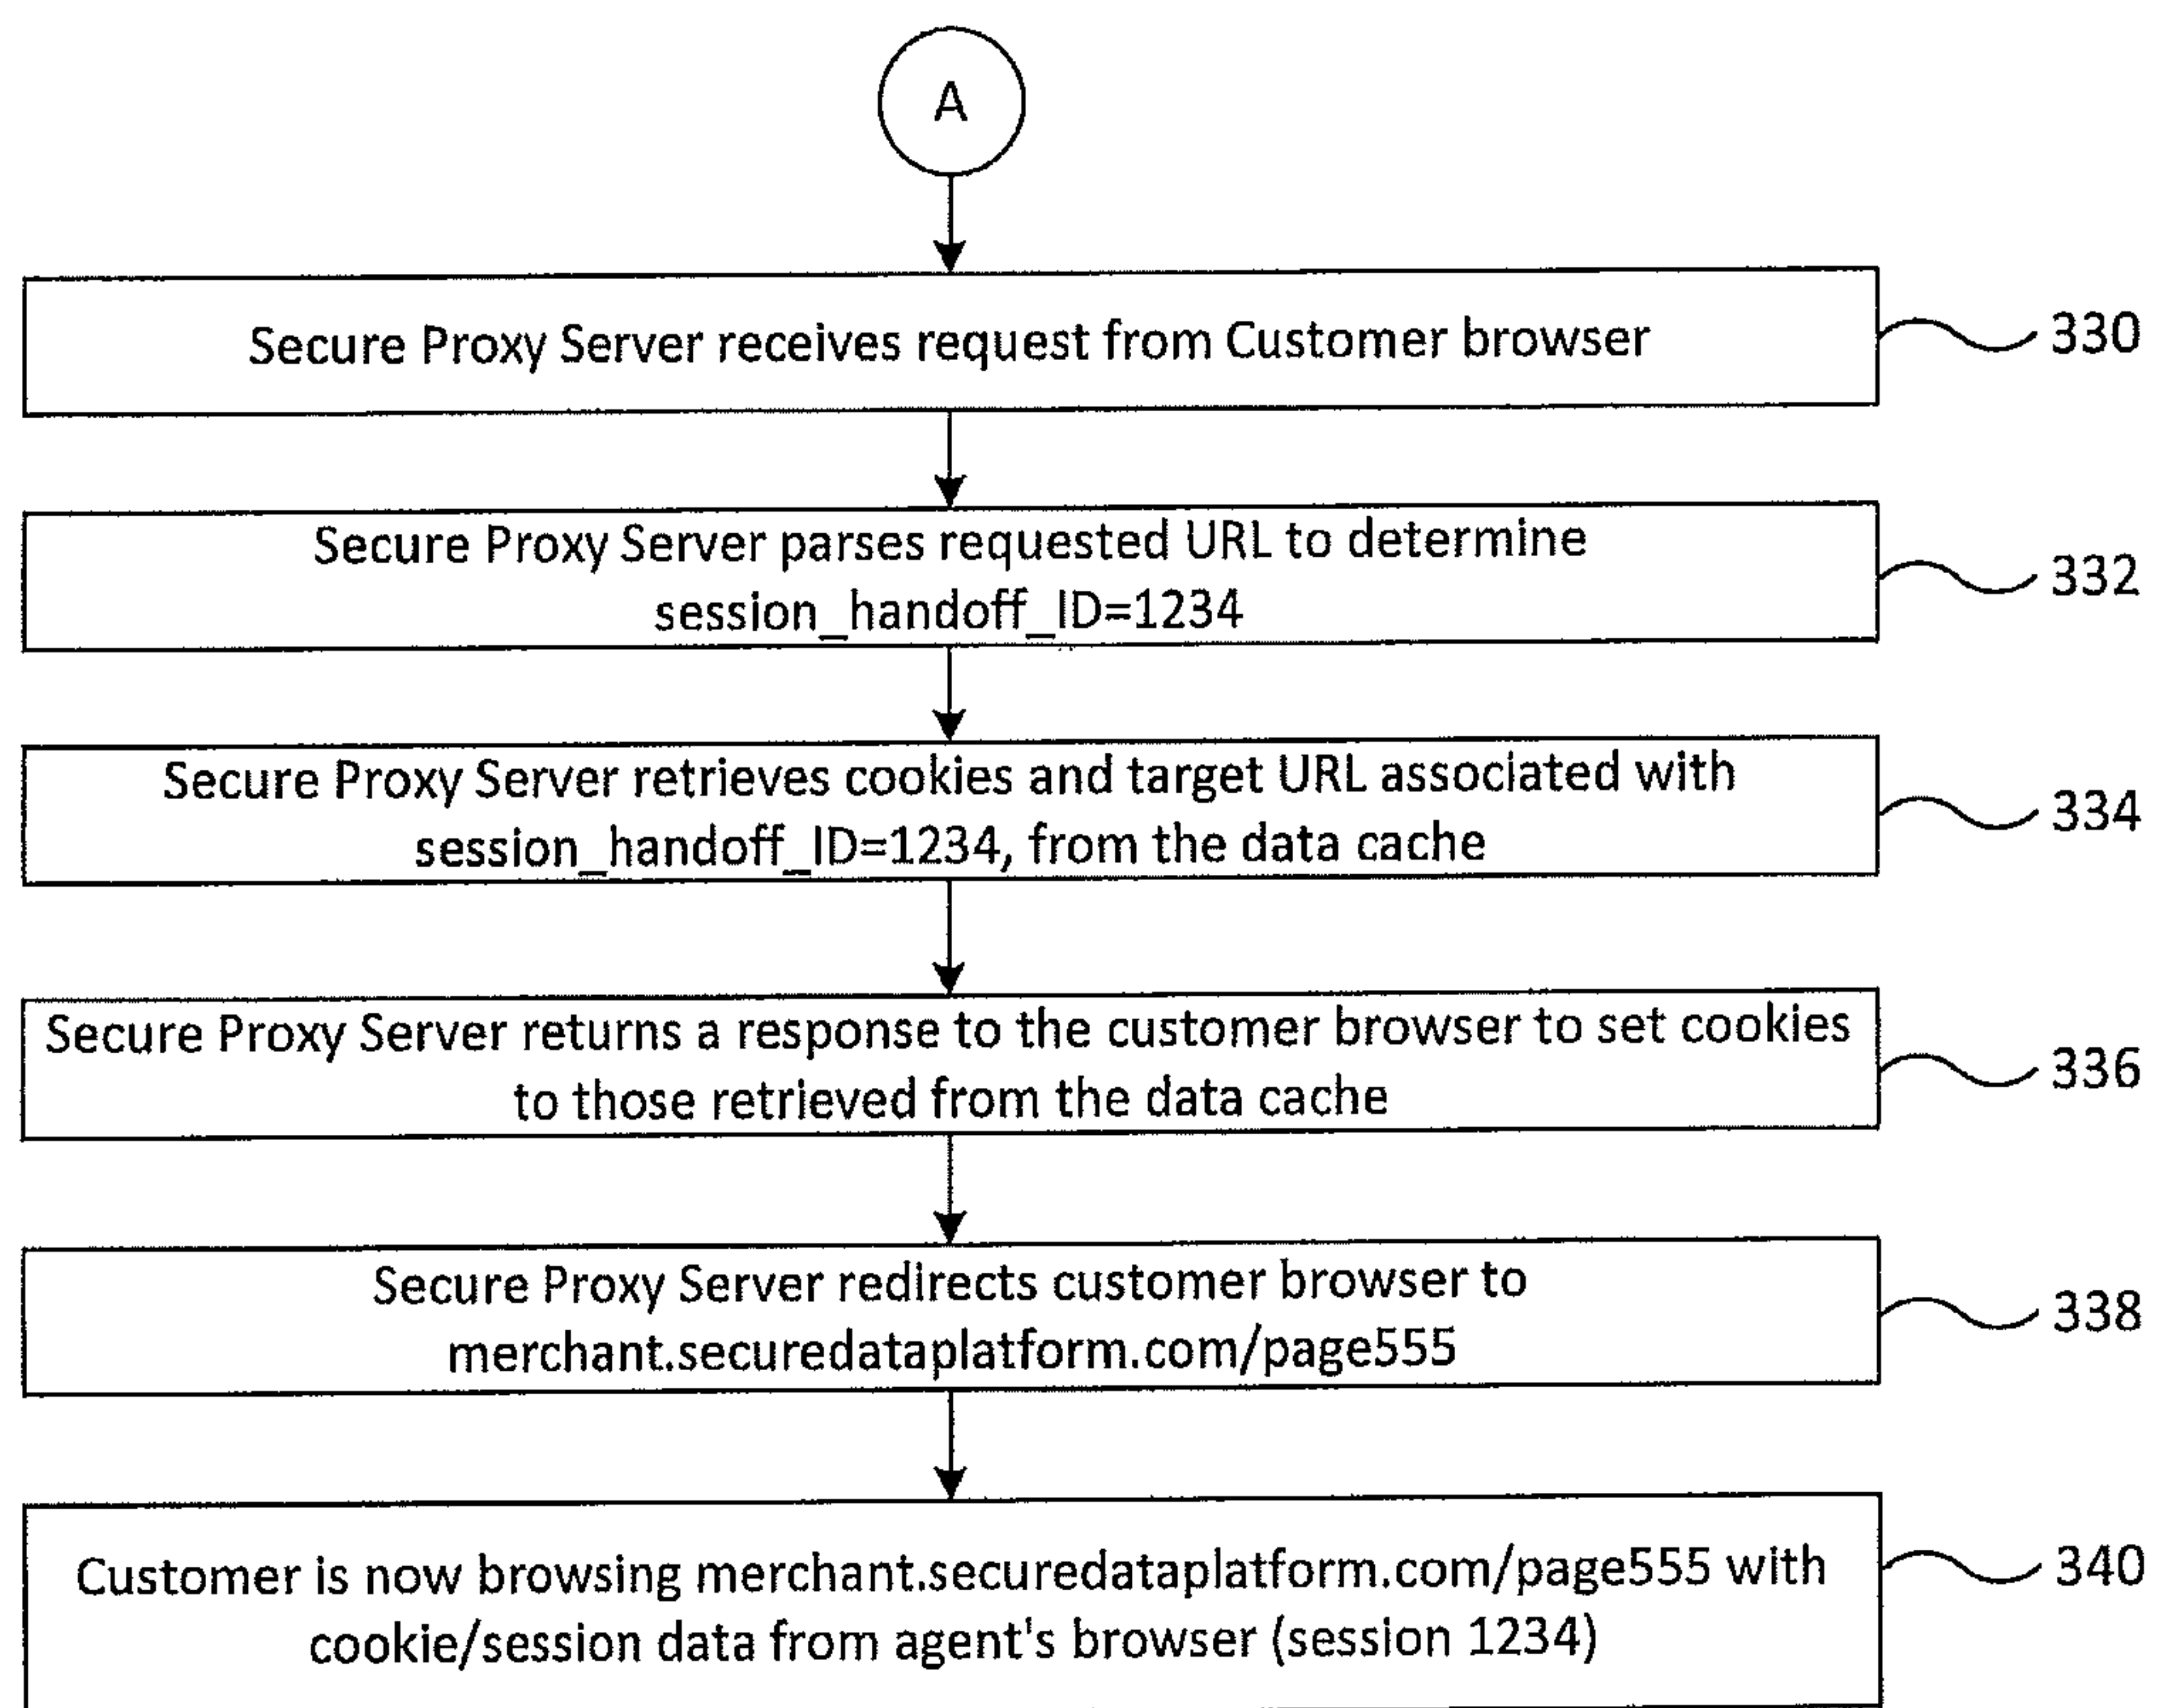 A
Secure Proxy Server receives request from Customer browser
330
Secure Proxy Server parses requested URL to determine
session_handoff_ID=1234
332
Secure Proxy Server retrieves cookies and target URL associated with
session_handoff_ID=1234, from the data cache
334
Secure Proxy Server returns a response to the customer browser to set cookies
to those retrieved from the data cache
336
Secure Proxy Server redirects customer browser to
merchant.securedataplatform.com/page555
338
Customer is now browsing merchant.securedataplatform.com/page555 with
cookie/session data from agent's browser (session 1234)
340